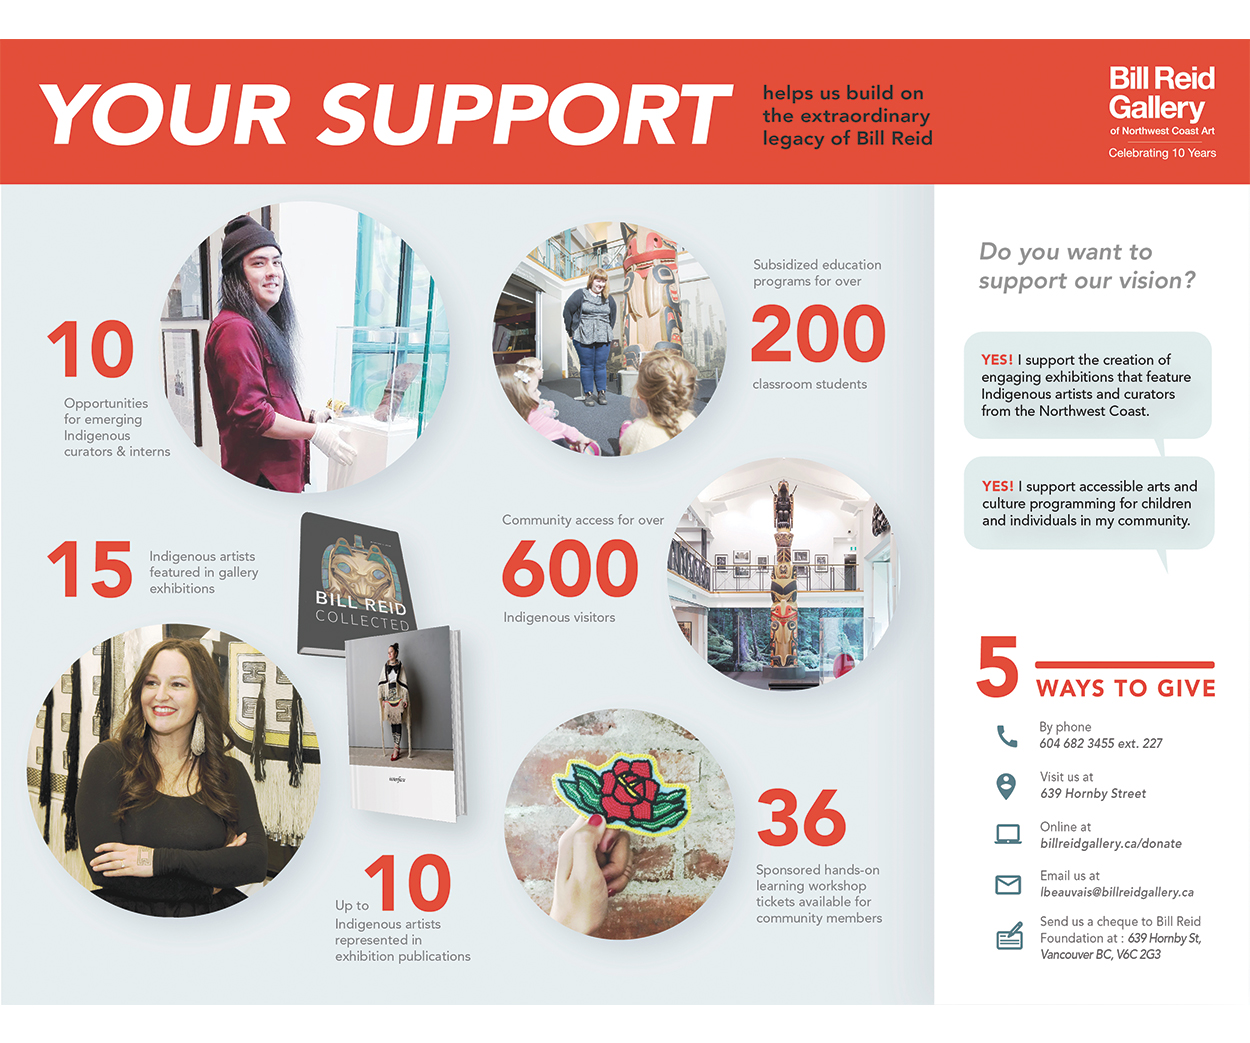 YOUR SUPPORT
helps us build on
the extraordinary
legacy of Bill Reid
Bill Reid
Gallery
of Northwest Coast Art
Celebrating 10 Years
10
Opportunities
for emerging
Indigenous
curators & interns
Subsidized education
programs for over
200
classroom students
15
Indigenous artists
featured in gallery
exhibitions
BILL REID
COLLECTED
Community access for over
600
Indigenous visitors
Up to 10
Indigenous artists
represented in
exhibition publications
36
Sponsored hands-on
learning workshop
tickets available for
community members
Do you want to
support our vision?
YES! I support the creation of
engaging exhibitions that feature
Indigenous artists and curators
from the Northwest Coast.
YES! I support accessible arts and
culture programming for children
and individuals in my community.
5 WAYS TO GIVE
By phone
604 682 3455 ext. 227
Visit us at
639 Hornby Street
Online at
billreidgallery.ca/donate
Email us at
lbeauvais@billreidgallery.ca
Send us a cheque to Bill Reid
Foundation at : 639 Hornby St,
Vancouver BC, V6C 2G3